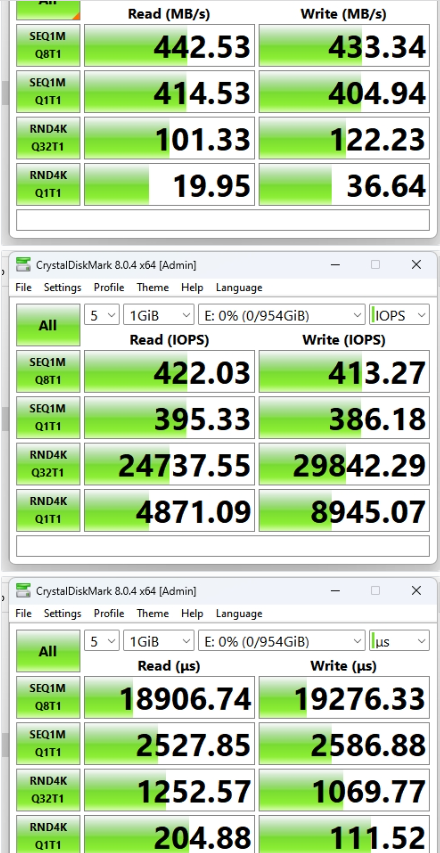 All
Read (MB/s) Write (MB/s)
SEQ1M
Q8T1
442.53 433.34
SEQ1M
Q1T1
414.53 404.94
RND4K
Q32T1
101.33 122.23
RND4K
Q1T1
19.95 36.64
CrystalDiskMark 8.0.4 x64 [Admin]
File Settings Profile Theme Help Language
All
5 1GiB E: 0% (0/954GiB) IOPS
Read (IOPS) Write (IOPS)
SEQ1M
Q8T1
422.03 413.27
SEQ1M
Q1T1
395.33 386.18
RND4K
Q32T1
24737.55 29842.29
RND4K
Q1T1
4871.09 8945.07
CrystalDiskMark 8.0.4 x64 [Admin]
File Settings Profile Theme Help Language
All
5 1GiB E: 0% (0/954GiB) μs
Read (μs) Write (μs)
SEQ1M
Q8T1
18906.74 19276.33
SEQ1M
Q1T1
2527.85 2586.88
RND4K
Q32T1
1252.57 1069.77
RND4K
Q1T1
204.88 111.52